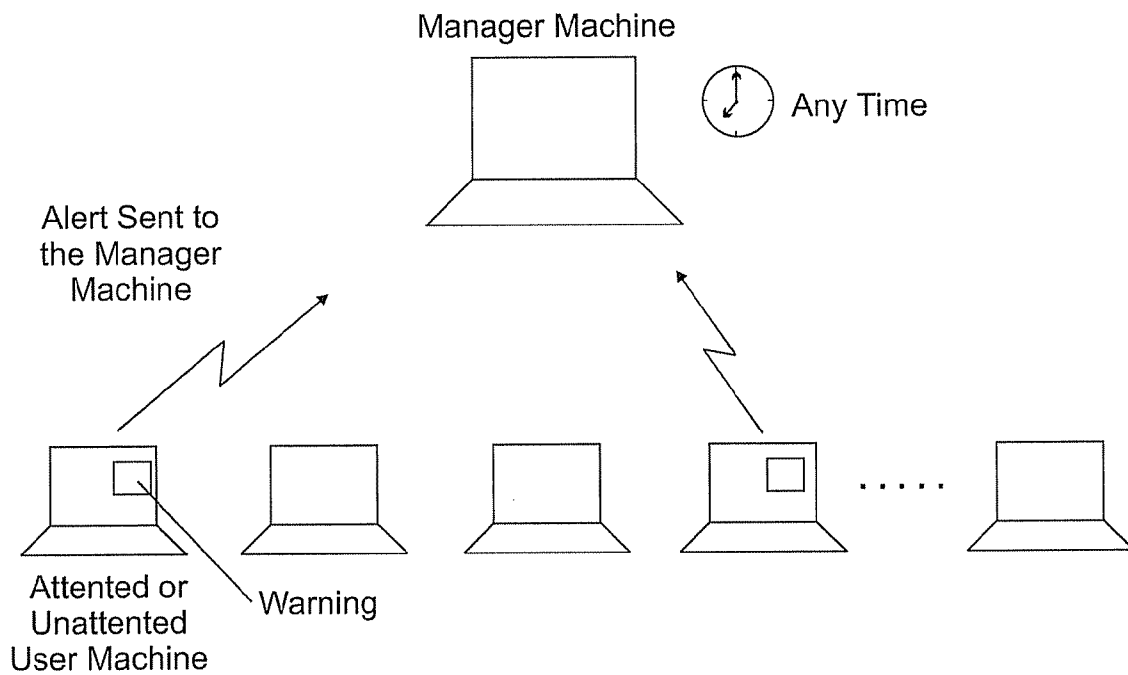 Manager Machine
Any Time
Alert Sent to
the Manager
Machine
. . . . .
Attented or
Unattented
User Machine
Warning